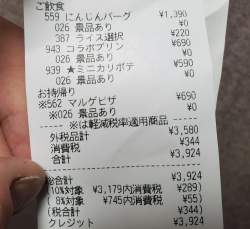 ご飲食
559 にんじんバーグ ¥1,390
026 景品あり ¥0
387 ライス選択 ¥220
943 コラボプリン ¥690
026 景品あり ¥0
939 ★ミニカリポテ ¥590
026 景品あり ¥0
お持帰り
※562 マルゲピザ ¥690
※026 景品あり ¥0
----- ※は軽減税率適用商品 -----
外税品計 ¥3,580
消費税 ¥344
合計 ¥3,924
総合計 ¥3,924
(10%対象 ¥3,179内消費税 ¥289)
( 8%対象 ¥745内消費税 ¥55)
(税合計 ¥344)
クレジット ¥3,924